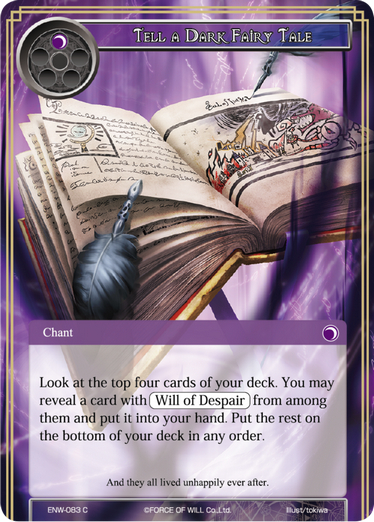 Tell a Dark Fairy Tale
Chant
Look at the top four cards of your deck. You may
reveal a card with Will of Despair from among
them and put it into your hand. Put the rest on
the bottom of your deck in any order.
And they all lived unhappily ever after.
ENW-083 C ©FORCE OF WILL Co.,Ltd. Illust/tokiwa